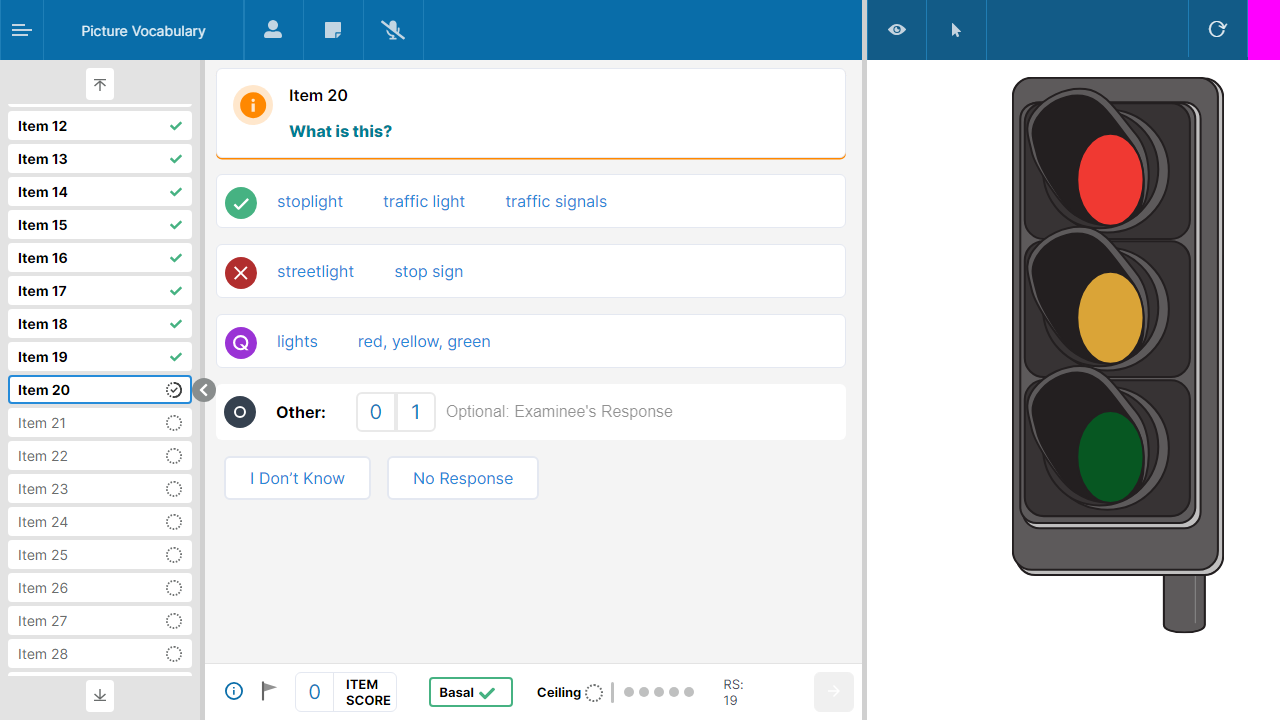 Picture Vocabulary
Item 12
Item 13
Item 14
Item 15
Item 16
Item 17
Item 18
Item 19
Item 20
Item 21
Item 22
Item 23
Item 24
Item 25
Item 26
Item 27
Item 28
Item 20
What is this?
stoplight traffic light traffic signals
streetlight stop sign
Q lights red, yellow, green
Other: 0 1 Optional: Examinee's Response
I Don't Know No Response
0 ITEM SCORE
Basal
Ceiling
RS: 19